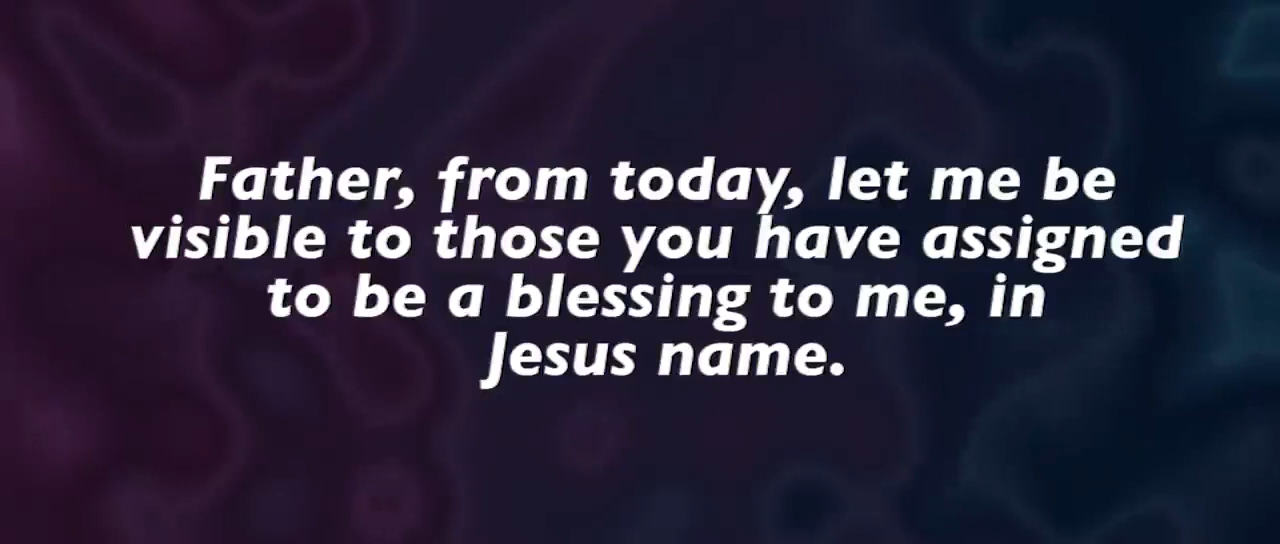 Father, from today, let me be
visible to those you have assigned
to be a blessing to me, in
Jesus name.